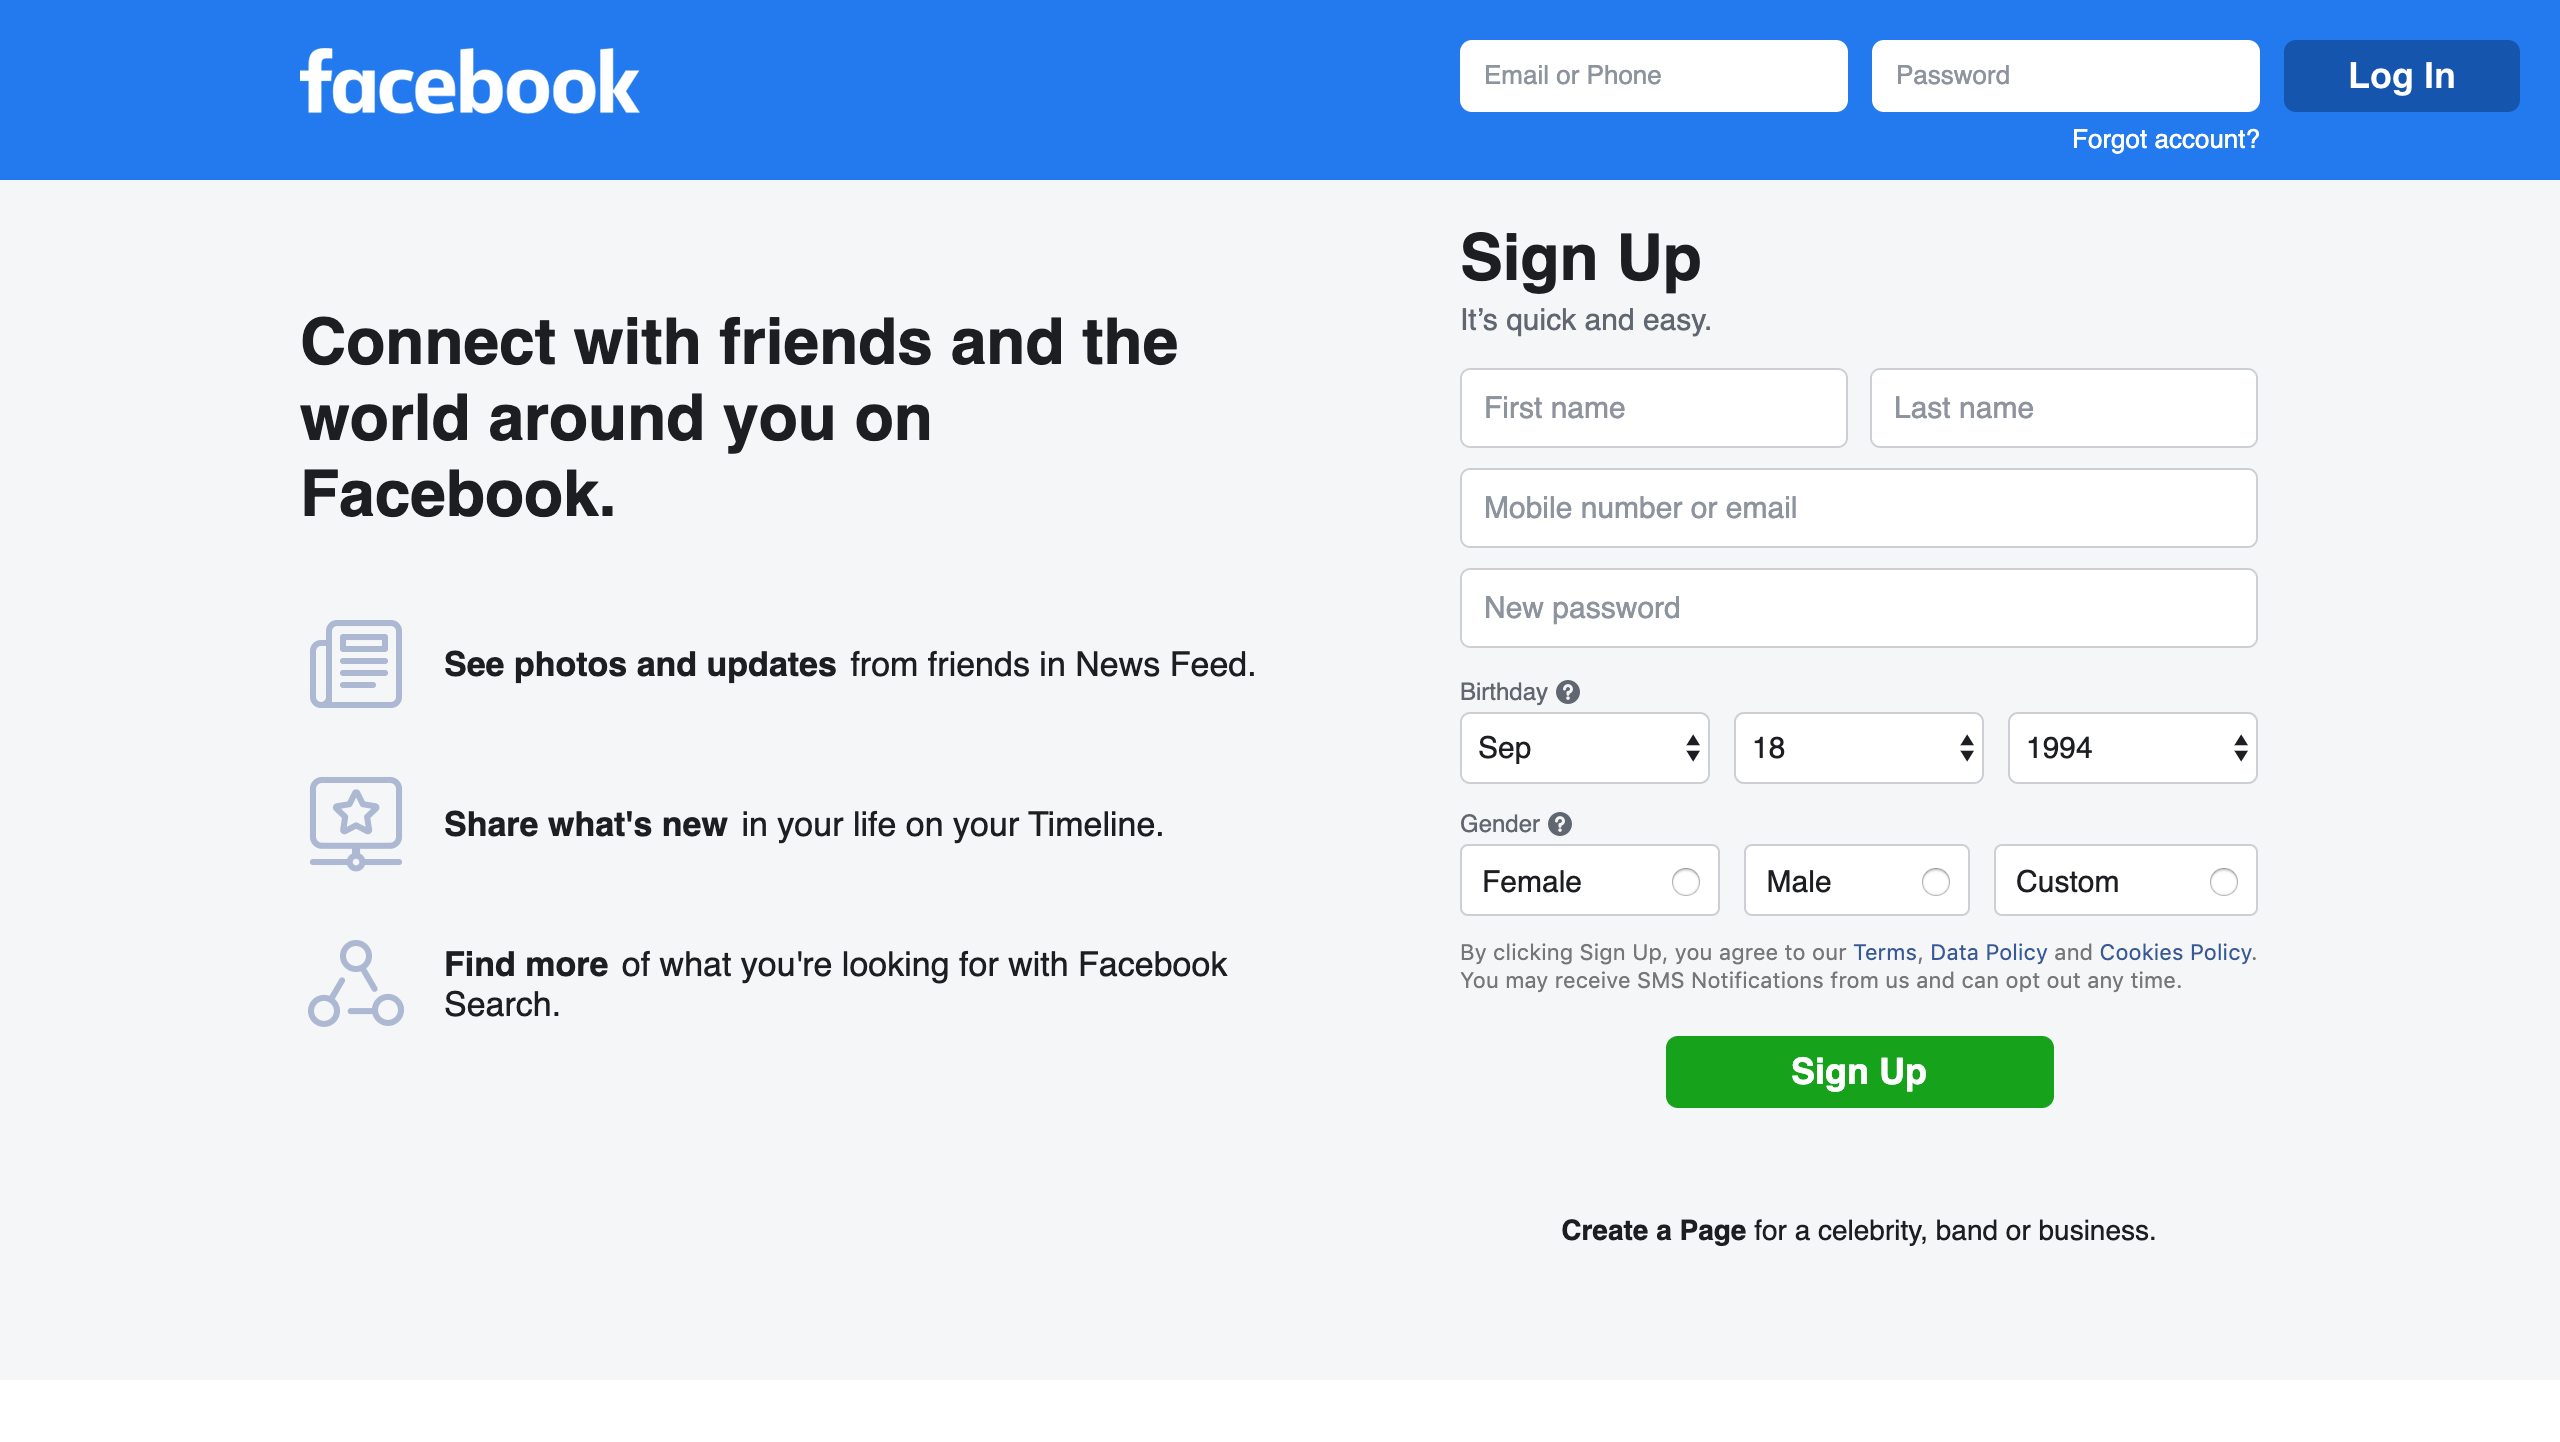 facebook
Email or Phone
Password
Log In
Forgot account?
Connect with friends and the
world around you on
Facebook.
See photos and updates from friends in News Feed.
Share what's new in your life on your Timeline.
Find more of what you're looking for with Facebook
Search.
Sign Up
It’s quick and easy.
First name
Last name
Mobile number or email
New password
Birthday ?
Sep
18
1994
Gender ?
Female
Male
Custom
By clicking Sign Up, you agree to our Terms, Data Policy and Cookies Policy.
You may receive SMS Notifications from us and can opt out any time.
Sign Up
Create a Page for a celebrity, band or business.